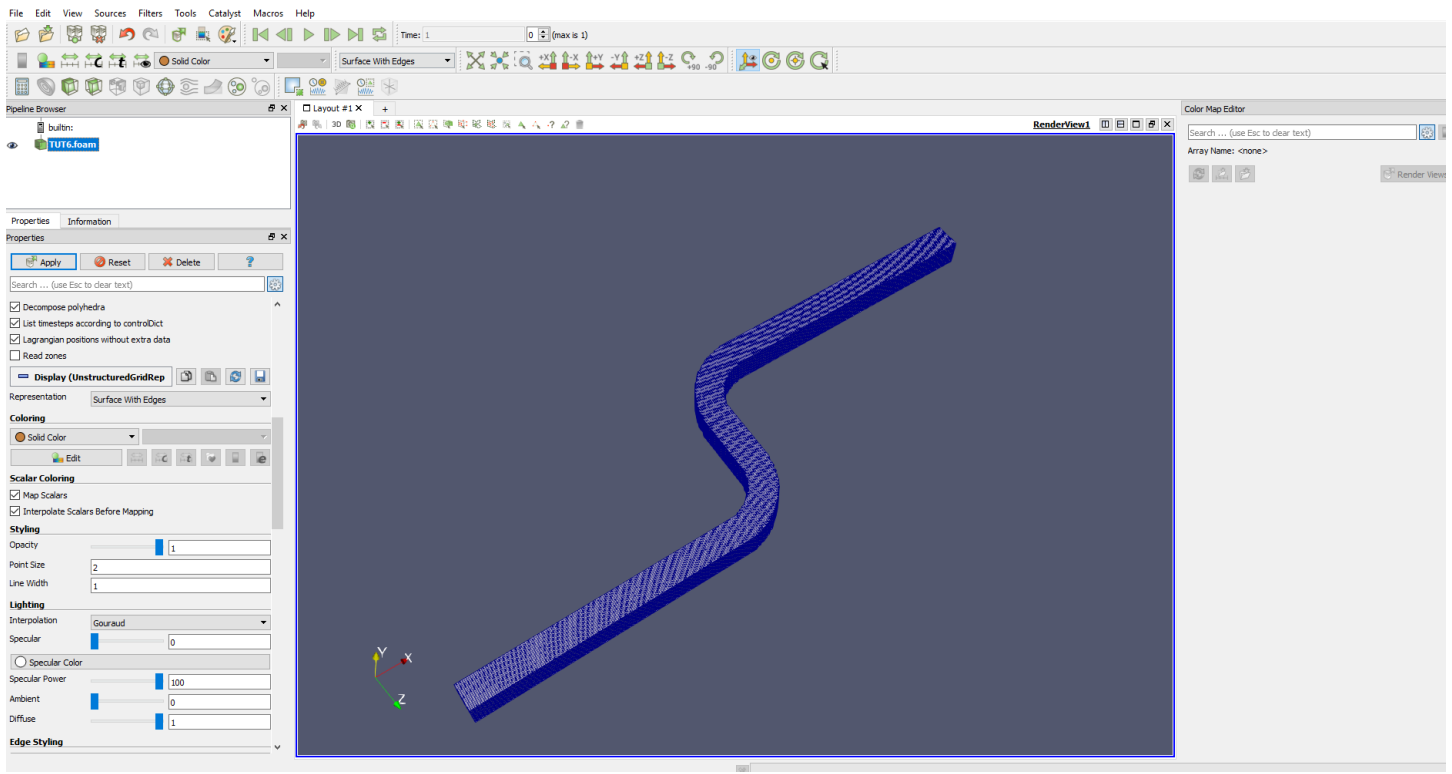 File Edit View Sources Filters Tools Catalyst Macros Help
Time: 1 0 (max is 1)
Solid Color Surface With Edges +X -X +Y -Y +Z -Z +90 -90
Pipeline Browser
builtin:
TUT6.foam
Properties Information
Properties
Apply Reset Delete ?
Search ... (use Esc to clear text)
Decompose polyhedra
List timesteps according to controlDict
Lagrangian positions without extra data
Read zones
Display (UnstructuredGridRep
Representation Surface With Edges
Coloring
Solid Color
Edit
Scalar Coloring
Map Scalars
Interpolate Scalars Before Mapping
Styling
Opacity 1
Point Size 2
Line Width 1
Lighting
Interpolation Gouraud
Specular 0
Specular Color
Specular Power 100
Ambient 0
Diffuse 1
Edge Styling
Layout #1 X +
3D RenderView1
Y X
Z
Color Map Editor
Search ... (use Esc to clear text)
Array Name: <none>
Render Views